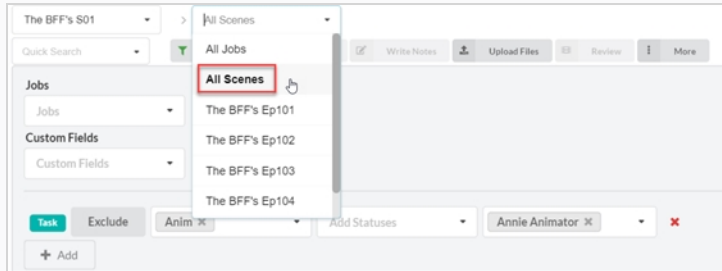 The BFF's S01 > All Scenes
Quick Search All Jobs Write Notes Upload Files Review More
All Scenes
Jobs
Jobs The BFF's Ep101
Custom Fields The BFF's Ep102
Custom Fields The BFF's Ep103
The BFF's Ep104
Task Exclude Anim × Add Statuses Annie Animator × ×
+ Add